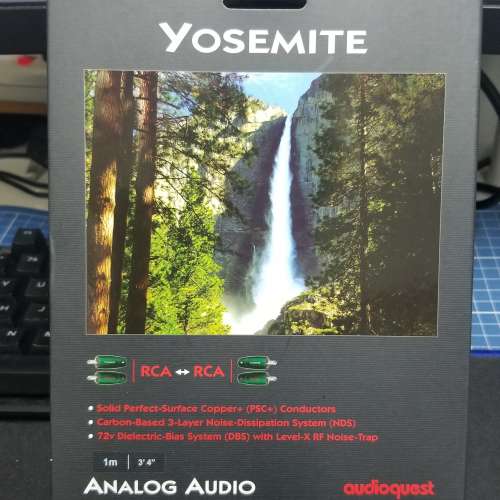 YOSEMITE
RCA ↔ RCA
• Solid Perfect-Surface Copper+ (PSC+) Conductors
• Carbon-Based 3-Layer Noise-Dissipation System (NDS)
• 72v Dielectric-Bias System (DBS) with Level-X RF Noise-Trap
1m | 3' 4"
ANALOG AUDIO
audioquest